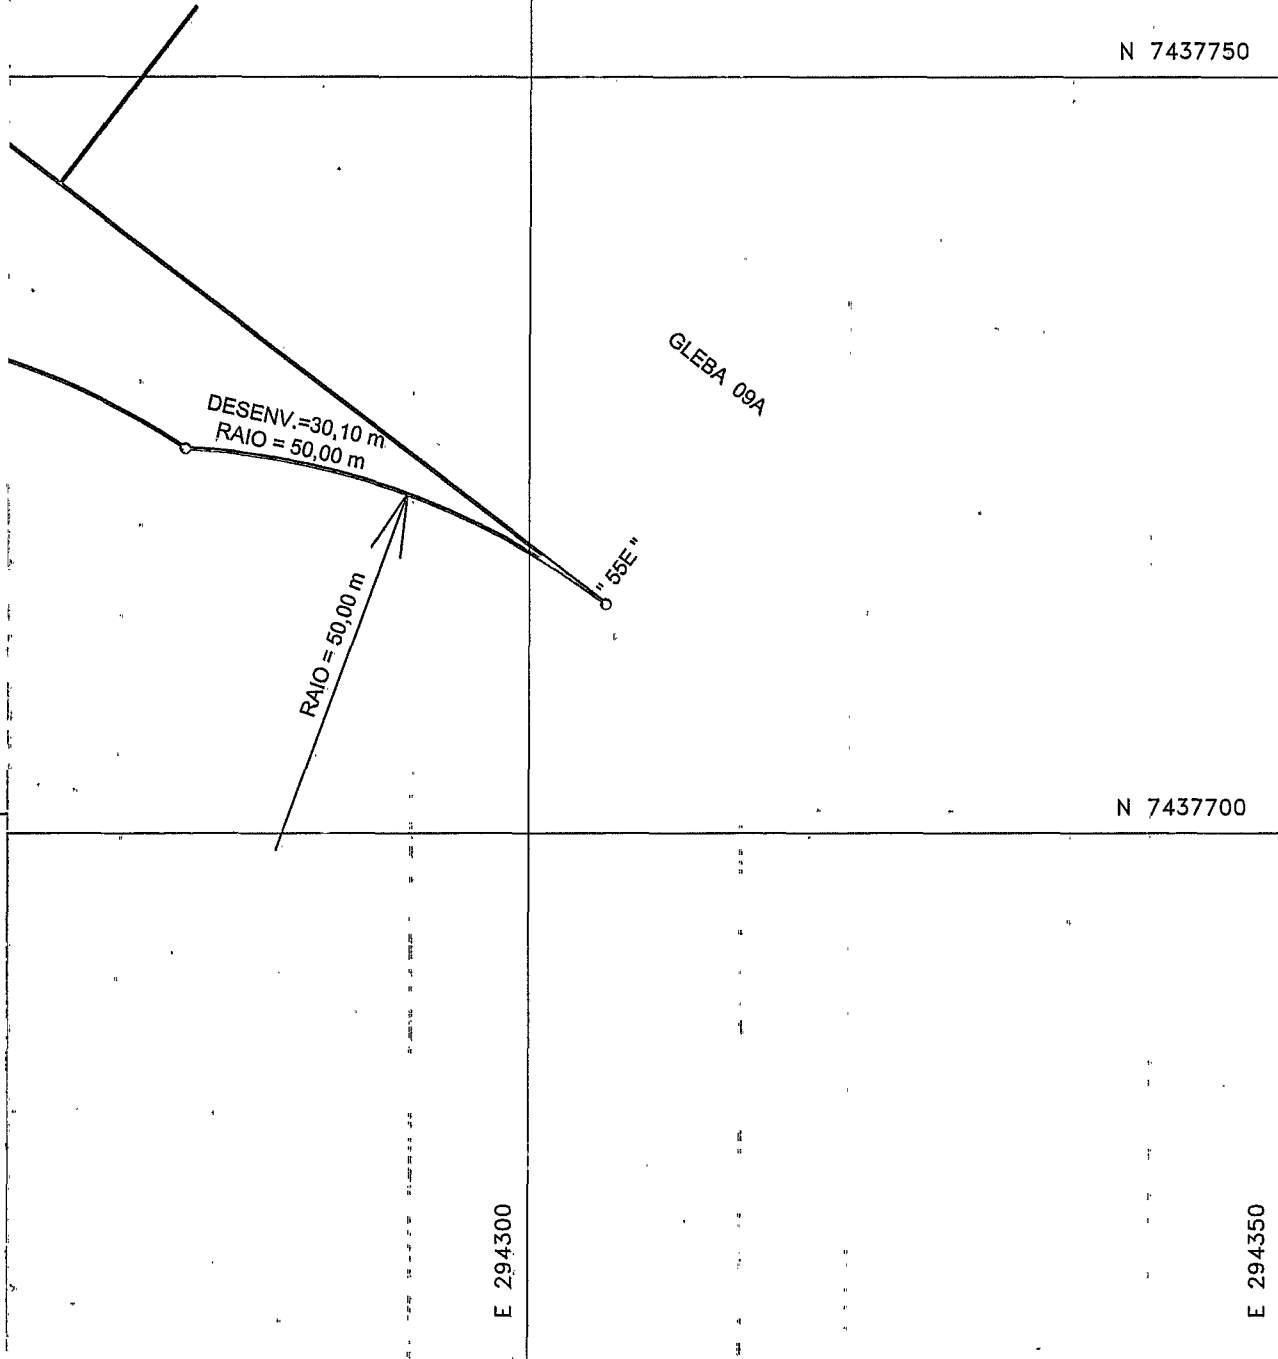 N 7437750
GLEBA 09A
DESENV.=30,10 m
RAIO = 50,00 m
" 55E "
RAIO = 50,00 m
N 7437700
E 294300
E 294350